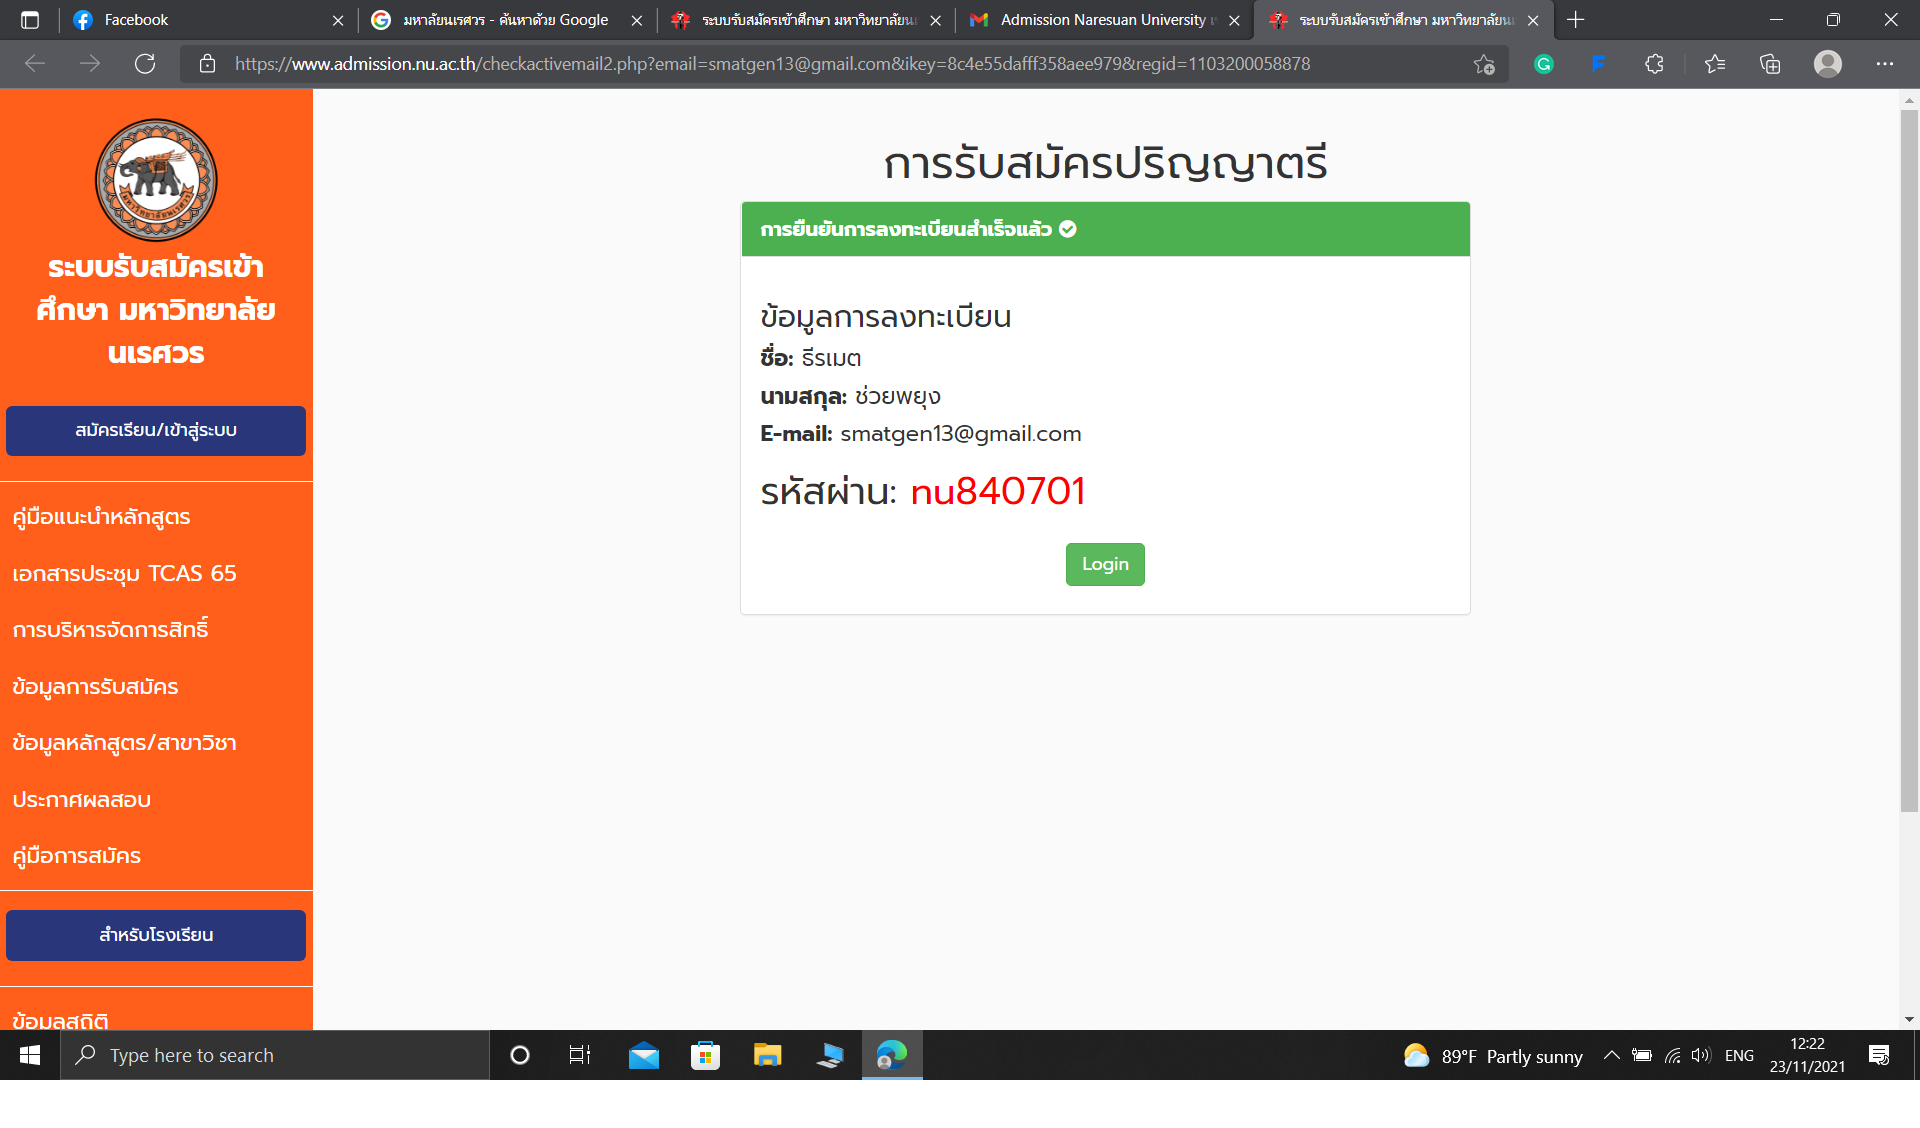 Facebook
มหาลัยนเรศวร - ค้นหาด้วย Google
ระบบรับสมัครเข้าศึกษา มหาวิทยาลัยน
Admission Naresuan University
ระบบรับสมัครเข้าศึกษา มหาวิทยาลัยน
https://www.admission.nu.ac.th/checkactivemail2.php?email=smatgen13@gmail.com&ikey=8c4e55dafff358aee979&regid=1103200058878
มหาวิทยาลัยนเรศวร
ระบบรับสมัครเข้า
ศึกษา มหาวิทยาลัย
นเรศวร
สมัครเรียน/เข้าสู่ระบบ
คู่มือแนะนำหลักสูตร
เอกสารประชุม TCAS 65
การบริหารจัดการสิทธิ์
ข้อมูลการรับสมัคร
ข้อมูลหลักสูตร/สาขาวิชา
ประกาศผลสอบ
คู่มือการสมัคร
สำหรับโรงเรียน
ข้อมูลสถิติ
การรับสมัครปริญญาตรี
การยืนยันการลงทะเบียนสำเร็จแล้ว
ข้อมูลการลงทะเบียน
ชื่อ: ธีรเมต
นามสกุล: ช่วยพยุง
E-mail: smatgen13@gmail.com
รหัสผ่าน: nu840701
Login
Type here to search
89°F Partly sunny
ENG
12:22
23/11/2021